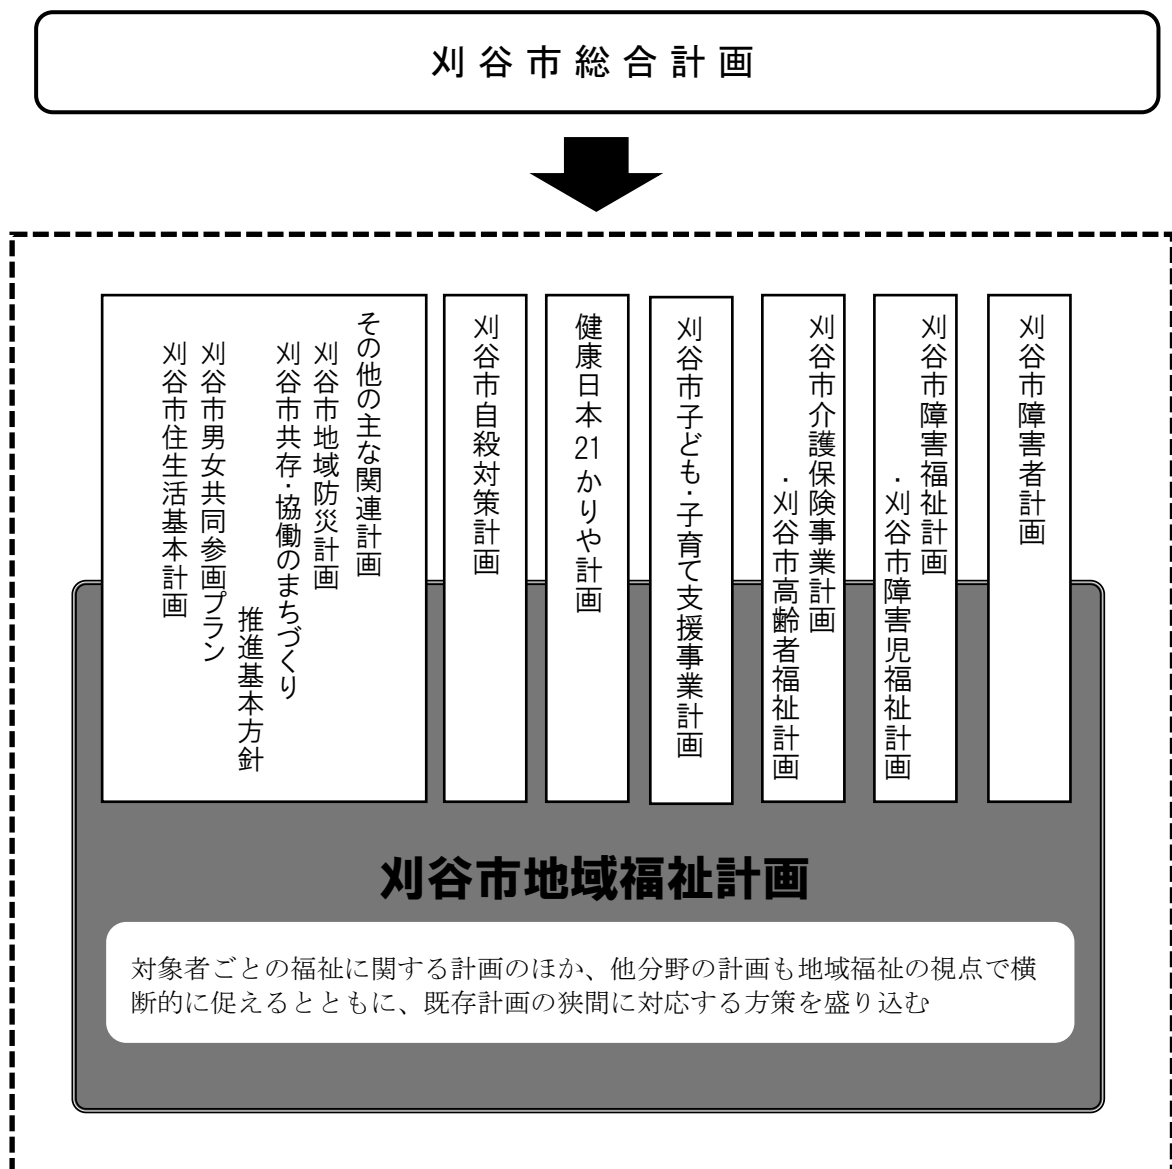 刈谷市総合計画
刈谷市障害者計画
刈谷市障害福祉計画
・刈谷市障害児福祉計画
刈谷市介護保険事業計画
・刈谷市高齢者福祉計画
刈谷市子ども・子育て支援事業計画
健康日本21かりや計画
刈谷市自殺対策計画
その他の主な関連計画
刈谷市地域防災計画
刈谷市共存・協働のまちづくり
推進基本方針
刈谷市男女共同参画プラン
刈谷市住生活基本計画
刈谷市地域福祉計画
対象者ごとの福祉に関する計画のほか、他分野の計画も地域福祉の視点で横
断的に促えるとともに、既存計画の狭間に対応する方策を盛り込む